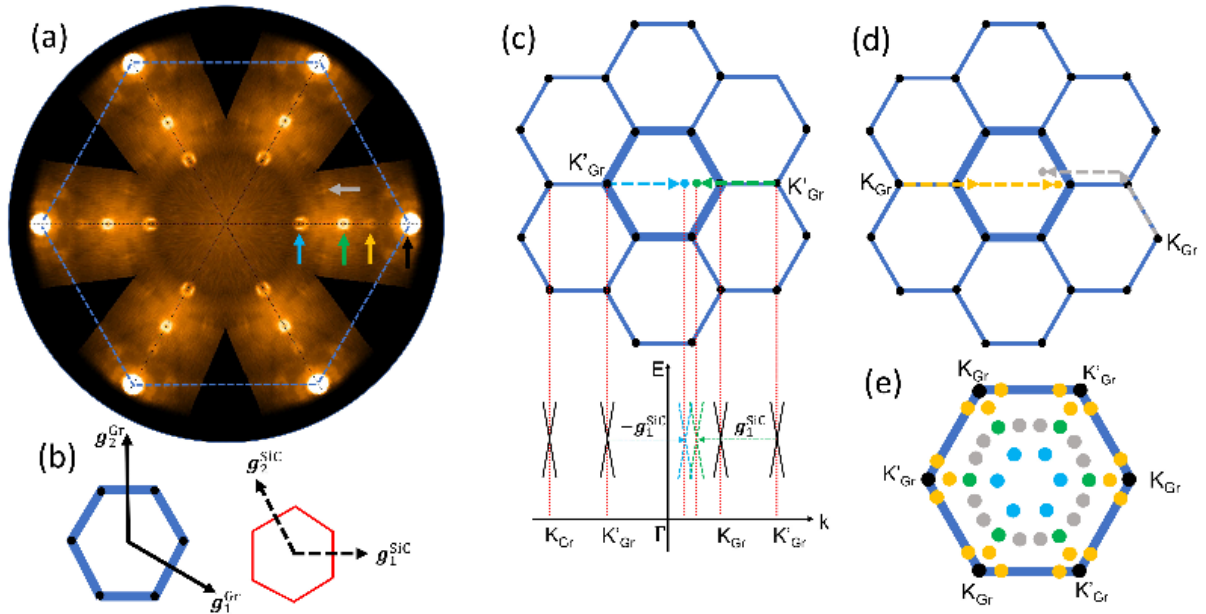 (a)
(b)
g₂ᴳʳ
g₁ᴳʳ
g₂ˢⁱᶜ
g₁ˢⁱᶜ
(c)
K'Gr
K'Gr
E
−g₁ˢⁱᶜ
g₁ˢⁱᶜ
Γ
k
KGr
K'Gr
KGr
K'Gr
(d)
KGr
KGr
(e)
KGr
K'Gr
K'Gr
KGr
KGr
K'Gr